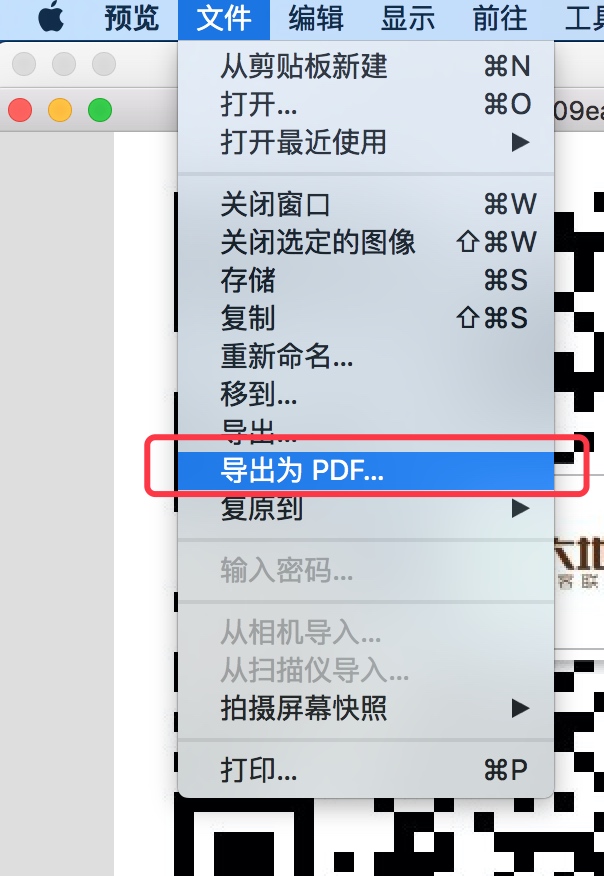 预览 文件 编辑 显示 前往 工具
从剪贴板新建 ⌘N
打开... ⌘O
09ea
打开最近使用 ▶
关闭窗口 ⌘W
关闭选定的图像 ⇧⌘W
存储 ⌘S
复制 ⇧⌘S
重新命名...
移到...
导出...
导出为 PDF...
复原到 ▶
大地
客联
输入密码...
从相机导入...
从扫描仪导入...
拍摄屏幕快照 ▶
打印... ⌘P